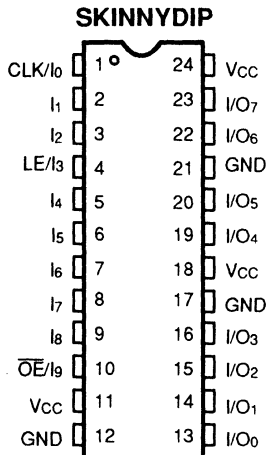 SKINNYDIP
CLK/I0 1 24 VCC
I1 2 23 I/O7
I2 3 22 I/O6
LE/I3 4 21 GND
I4 5 20 I/O5
I5 6 19 I/O4
I6 7 18 VCC
I7 8 17 GND
I8 9 16 I/O3
O̅E̅/I9 10 15 I/O2
VCC 11 14 I/O1
GND 12 13 I/O0